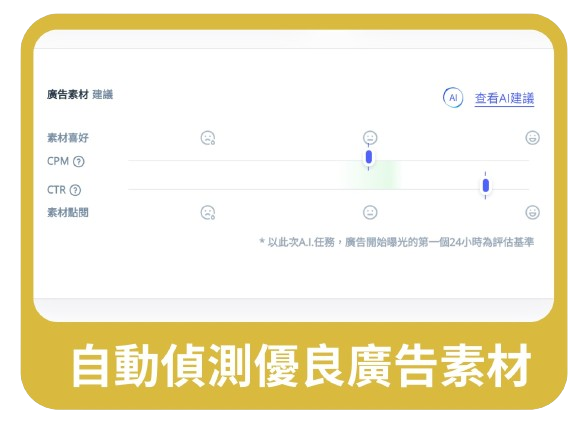 廣告素材 建議
AI 查看AI建議
素材喜好
CPM ?
CTR ?
素材點閱
* 以此次A.I.任務，廣告開始曝光的第一個24小時為評估基準
自動偵測優良廣告素材